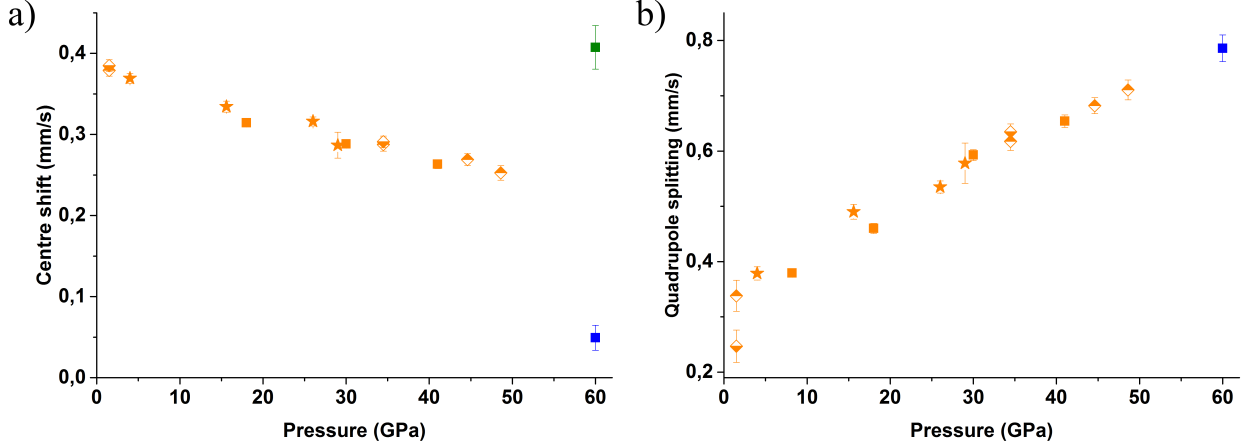 a)
Centre shift (mm/s)
0,4
0,3
0,2
0,1
0,0
0 10 20 30 40 50 60
Pressure (GPa)
b)
Quadrupole splitting (mm/s)
0,8
0,6
0,4
0,2
0 10 20 30 40 50 60
Pressure (GPa)